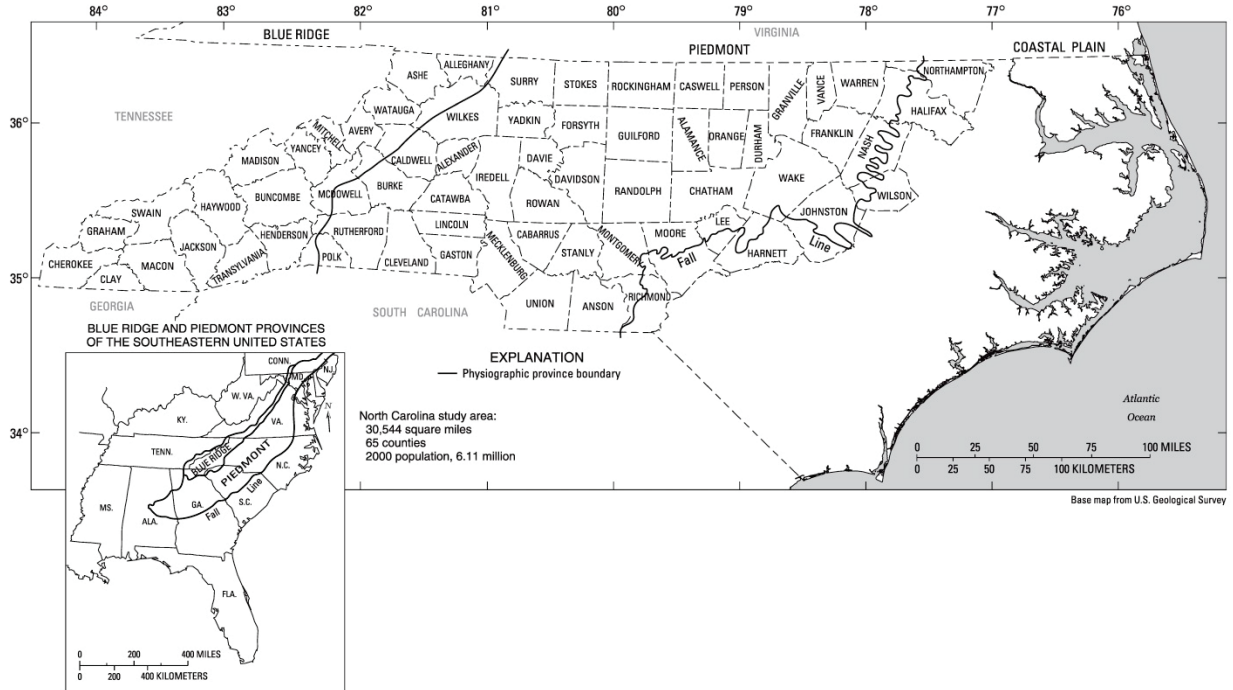 84° 83° 82° 81° 80° 79° 78° 77° 76°
BLUE RIDGE
VIRGINIA
PIEDMONT
COASTAL PLAIN
TENNESSEE
36°
35°
34°
ASHE
ALLEGHANY
SURRY
STOKES
ROCKINGHAM
CASWELL
PERSON
GRANVILLE
VANCE
WARREN
NORTHAMPTON
HALIFAX
WATAUGA
WILKES
YADKIN
FORSYTH
GUILFORD
ALAMANCE
ORANGE
DURHAM
FRANKLIN
NASH
MITCHELL
AVERY
YANCEY
MADISON
CALDWELL
ALEXANDER
IREDELL
DAVIE
DAVIDSON
RANDOLPH
CHATHAM
WAKE
WILSON
HAYWOOD
BUNCOMBE
MCDOWELL
BURKE
CATAWBA
ROWAN
SWAIN
GRAHAM
JACKSON
HENDERSON
RUTHERFORD
LINCOLN
CABARRUS
STANLY
MONTGOMERY
MOORE
LEE
JOHNSTON
HARNETT
Fall Line
CHEROKEE
CLAY
MACON
TRANSYLVANIA
POLK
CLEVELAND
GASTON
MECKLENBURG
UNION
ANSON
RICHMOND
GEORGIA
SOUTH CAROLINA
BLUE RIDGE AND PIEDMONT PROVINCES
OF THE SOUTHEASTERN UNITED STATES
CONN.
MD.
NJ.
W. VA.
KY.
VA.
N
TENN.
BLUE RIDGE
PIEDMONT
N.C.
MS.
ALA.
GA.
S.C.
Fall Line
FLA.
0 200 400 MILES
0 200 400 KILOMETERS
EXPLANATION
Physiographic province boundary
North Carolina study area:
30,544 square miles
65 counties
2000 population, 6.11 million
Atlantic
Ocean
0 25 50 75 100 MILES
0 25 50 75 100 KILOMETERS
Base map from U.S. Geological Survey